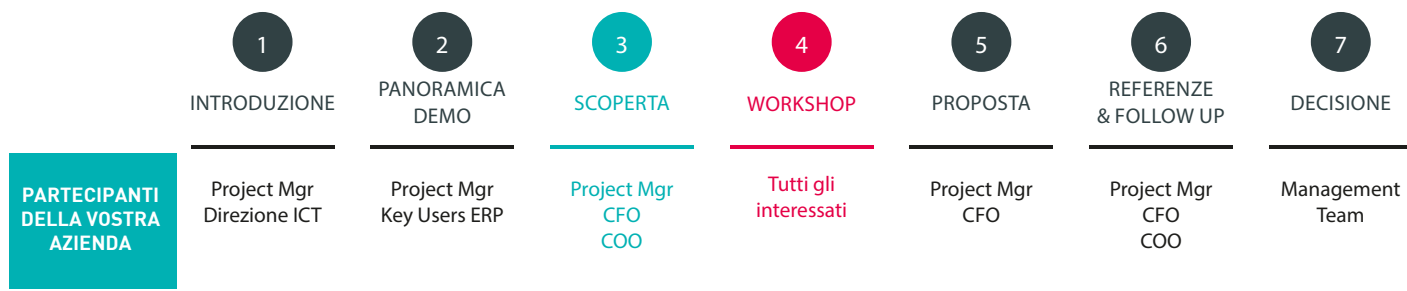 1
INTRODUZIONE
2
PANORAMICA
DEMO
3
SCOPERTA
4
WORKSHOP
5
PROPOSTA
6
REFERENZE
& FOLLOW UP
7
DECISIONE
PARTECIPANTI
DELLA VOSTRA
AZIENDA
Project Mgr
Direzione ICT
Project Mgr
Key Users ERP
Project Mgr
CFO
COO
Tutti gli
interessati
Project Mgr
CFO
Project Mgr
CFO
COO
Management
Team